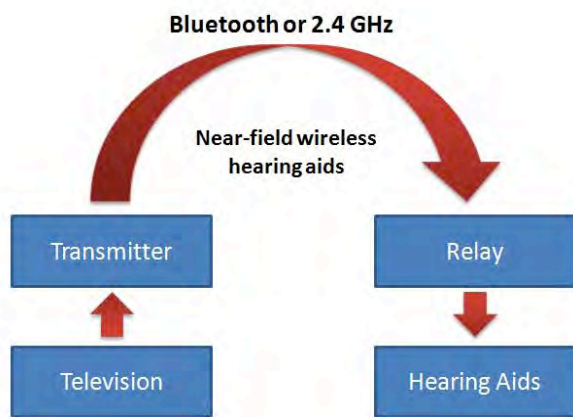 Bluetooth or 2.4 GHz
Near-field wireless
hearing aids
Transmitter
Relay
Television
Hearing Aids